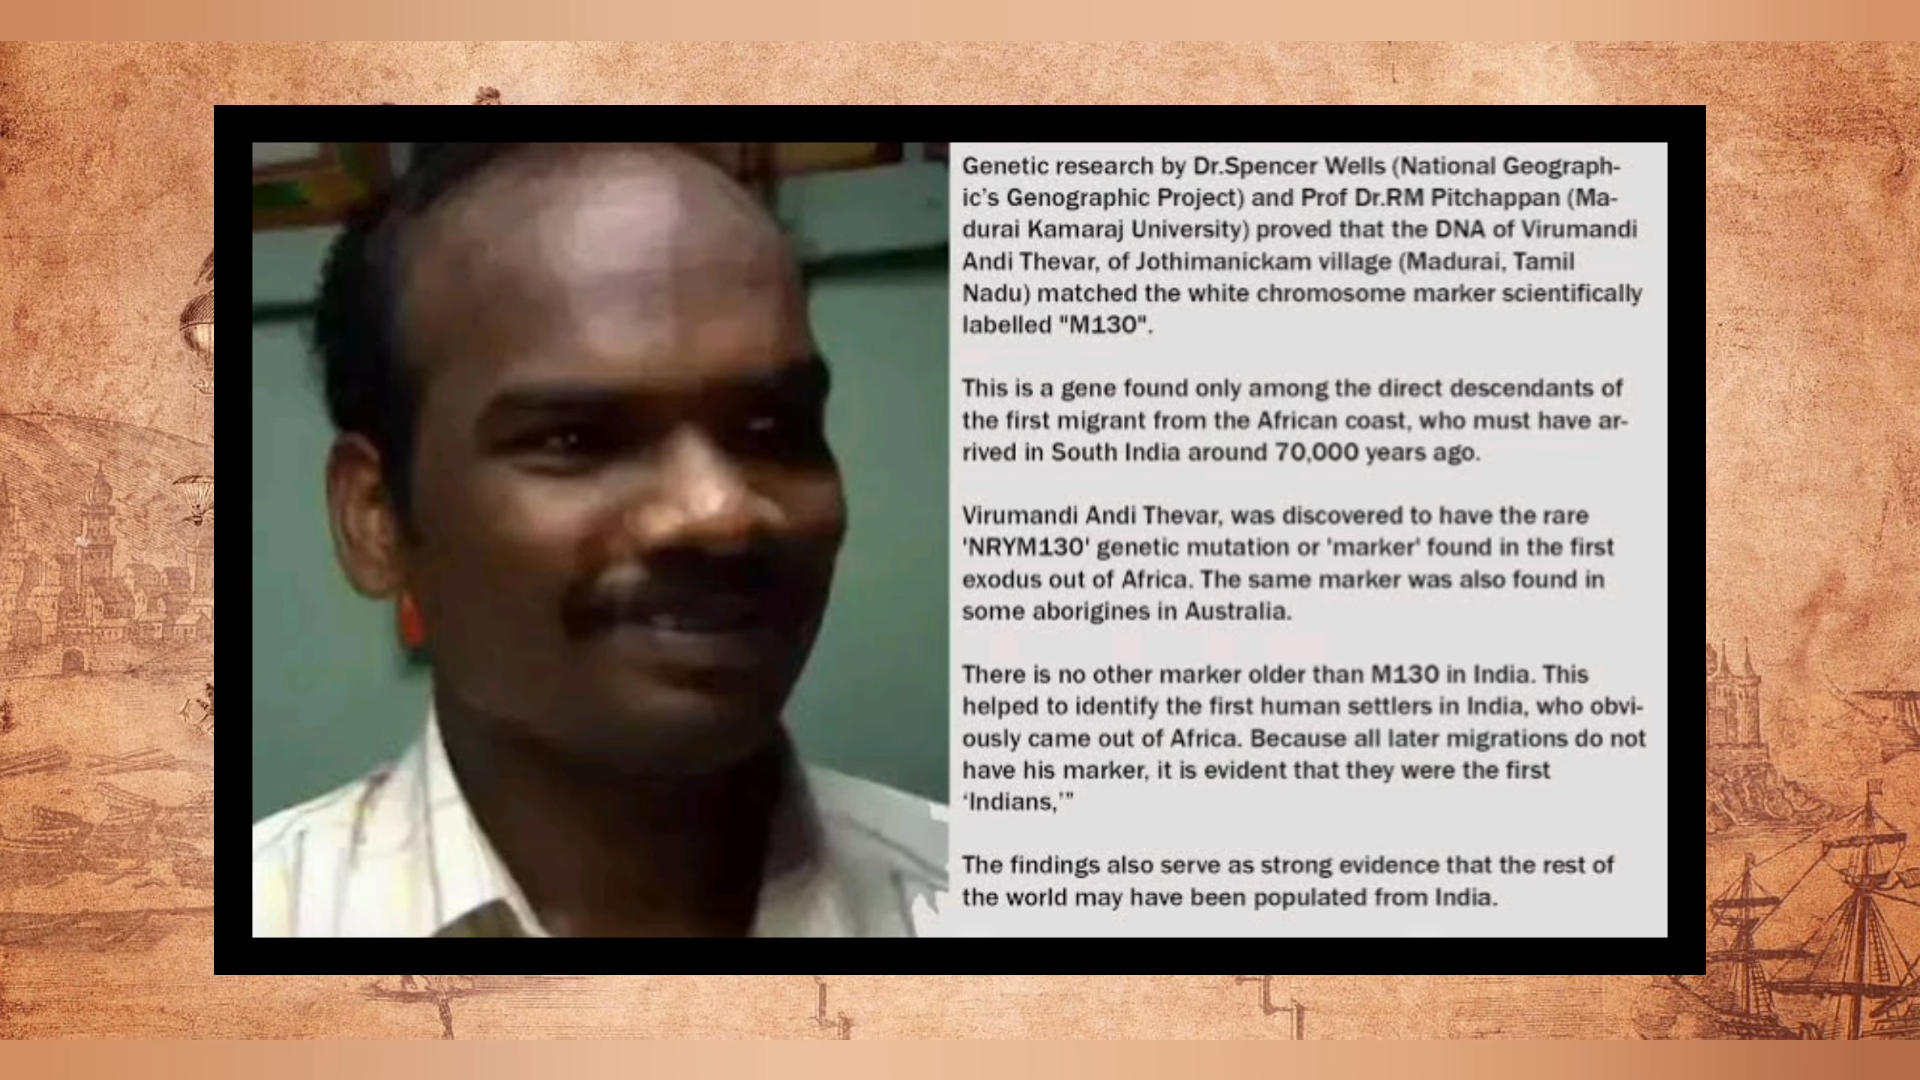 Genetic research by Dr.Spencer Wells (National Geograph-
ic's Genographic Project) and Prof Dr.RM Pitchappan (Ma-
durai Kamaraj University) proved that the DNA of Virumandi
Andi Thevar, of Jothimanickam village (Madurai, Tamil
Nadu) matched the white chromosome marker scientifically
labelled "M130".
This is a gene found only among the direct descendants of
the first migrant from the African coast, who must have ar-
rived in South India around 70,000 years ago.
Virumandi Andi Thevar, was discovered to have the rare
'NRYM130' genetic mutation or 'marker' found in the first
exodus out of Africa. The same marker was also found in
some aborigines in Australia.
There is no other marker older than M130 in India. This
helped to identify the first human settlers in India, who obvi-
ously came out of Africa. Because all later migrations do not
have his marker, it is evident that they were the first
‘Indians,’”
The findings also serve as strong evidence that the rest of
the world may have been populated from India.